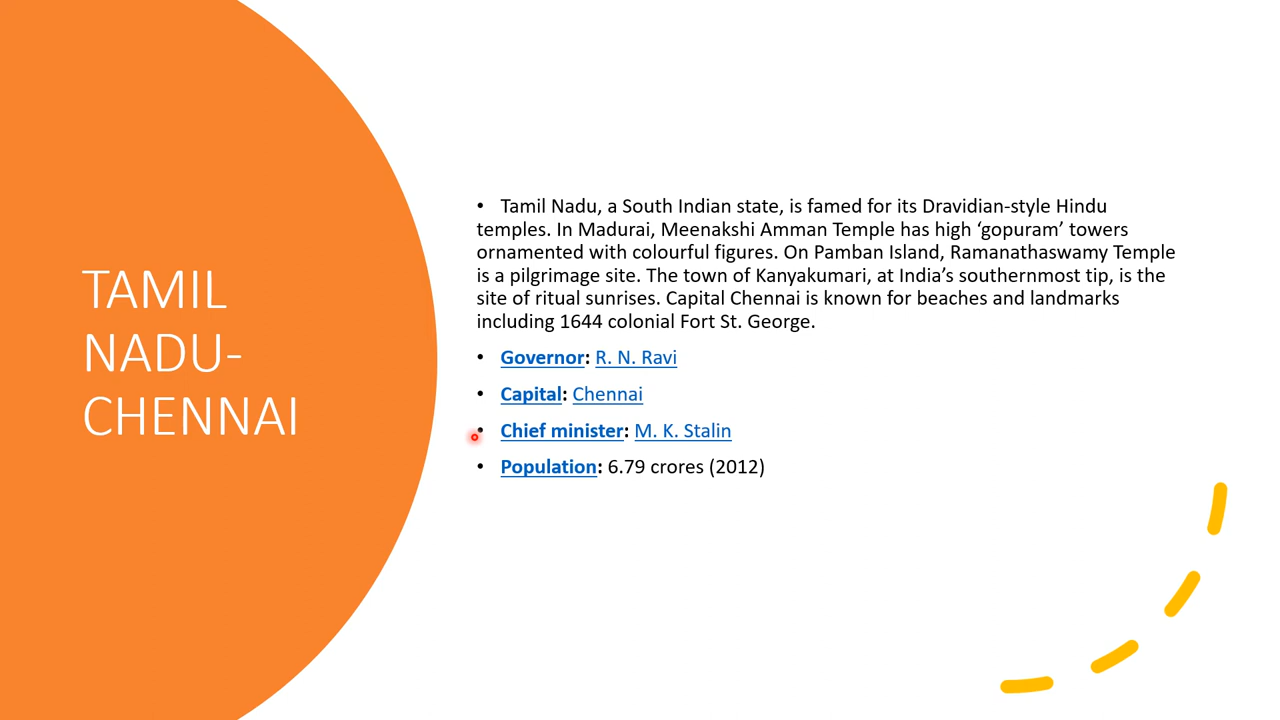 TAMIL
NADU-
CHENNAI
• Tamil Nadu, a South Indian state, is famed for its Dravidian-style Hindu
temples. In Madurai, Meenakshi Amman Temple has high ‘gopuram’ towers
ornamented with colourful figures. On Pamban Island, Ramanathaswamy Temple
is a pilgrimage site. The town of Kanyakumari, at India’s southernmost tip, is the
site of ritual sunrises. Capital Chennai is known for beaches and landmarks
including 1644 colonial Fort St. George.
• Governor: R. N. Ravi
• Capital: Chennai
• Chief minister: M. K. Stalin
• Population: 6.79 crores (2012)